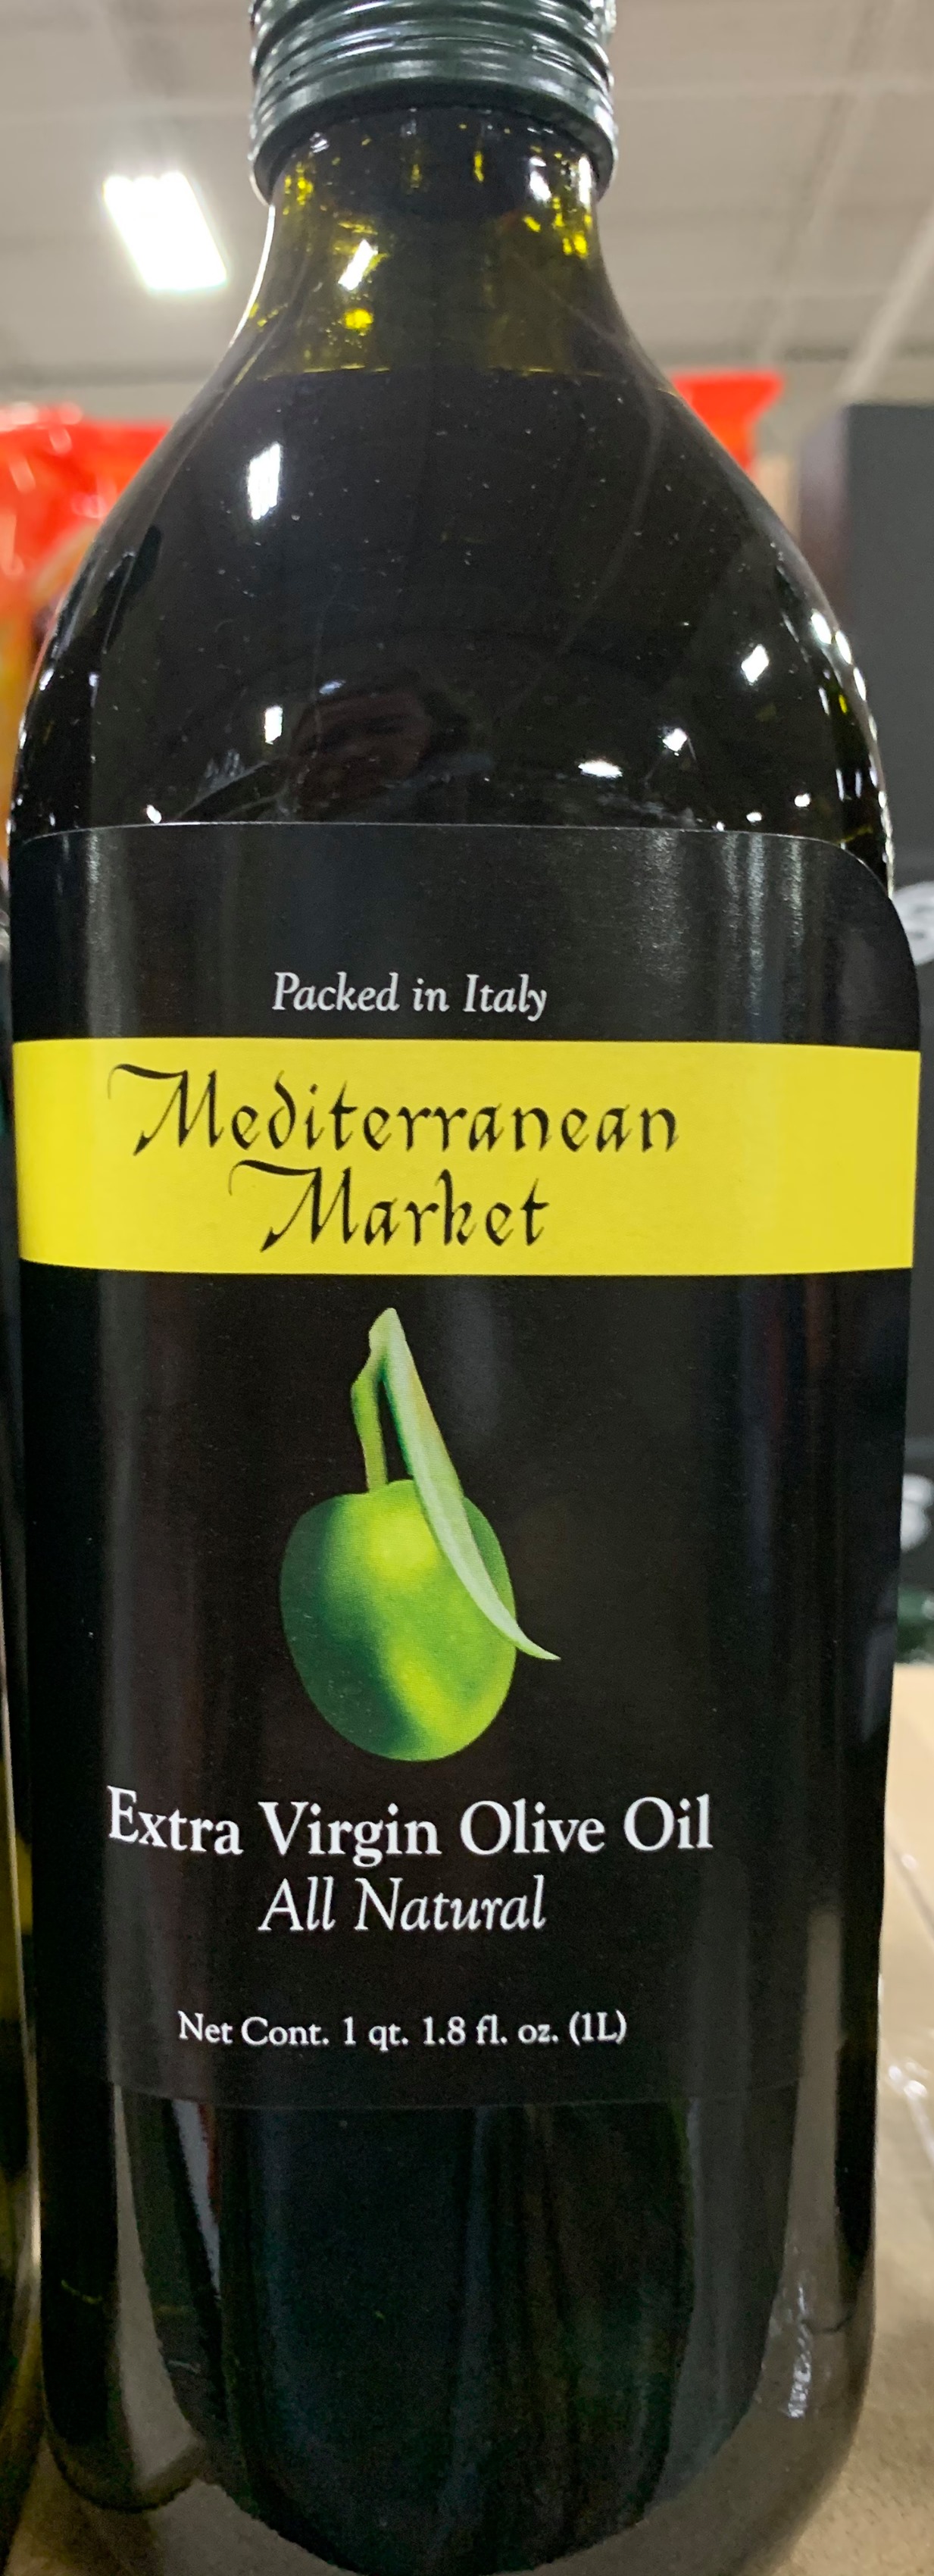 Packed in Italy
Mediterranean
Market
Extra Virgin Olive Oil
All Natural
Net Cont. 1 qt. 1.8 fl. oz. (1L)